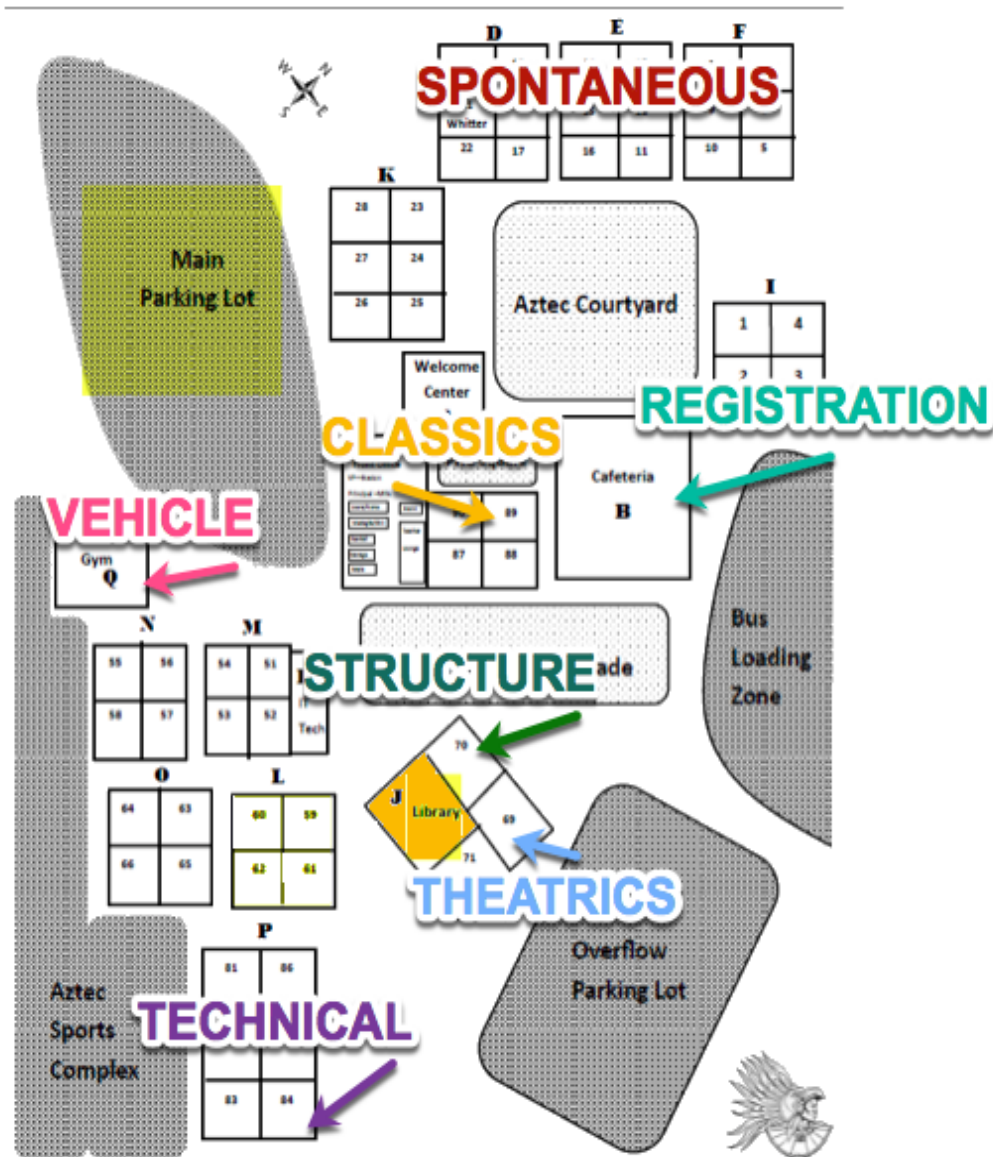 D E F
W N
S E
SPONTANEOUS
Whitter
22 17 16 11 10 5
K
28 23
27 24
26 25
Main
Parking Lot
Aztec Courtyard
I
1 4
2 3
Welcome
Center
REGISTRATION
CLASSICS
Cafeteria
B
89
87 88
VEHICLE
Gym
Q
N M
55 56 54 51
58 57 53 52
IT
Tech
STRUCTURE
ade
Bus
Loading
Zone
70
J
Library
69
71
THEATRICS
O L
64 63 60 59
66 65 62 61
P
81 86
TECHNICAL
83 84
Overflow
Parking Lot
Aztec
Sports
Complex